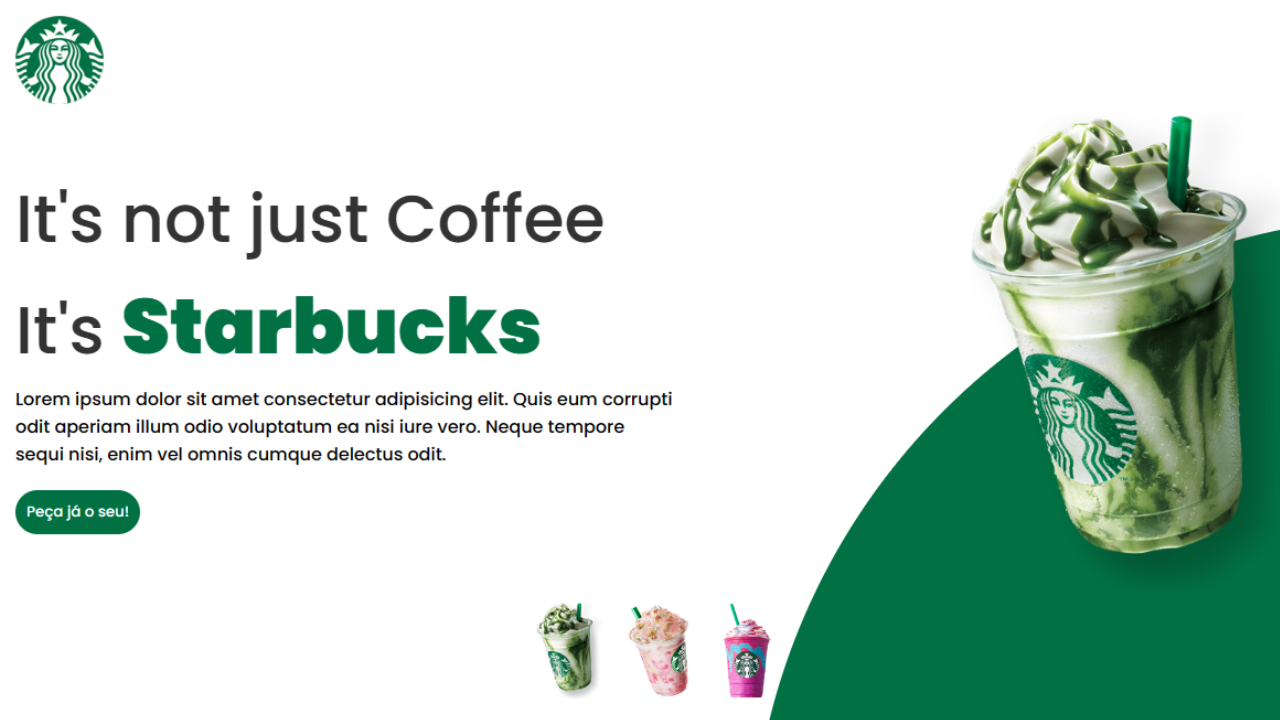 It's not just Coffee
It's Starbucks
Lorem ipsum dolor sit amet consectetur adipisicing elit. Quis eum corrupti
odit aperiam illum odio voluptatum ea nisi iure vero. Neque tempore
sequi nisi, enim vel omnis cumque delectus odit.
Peça já o seu!